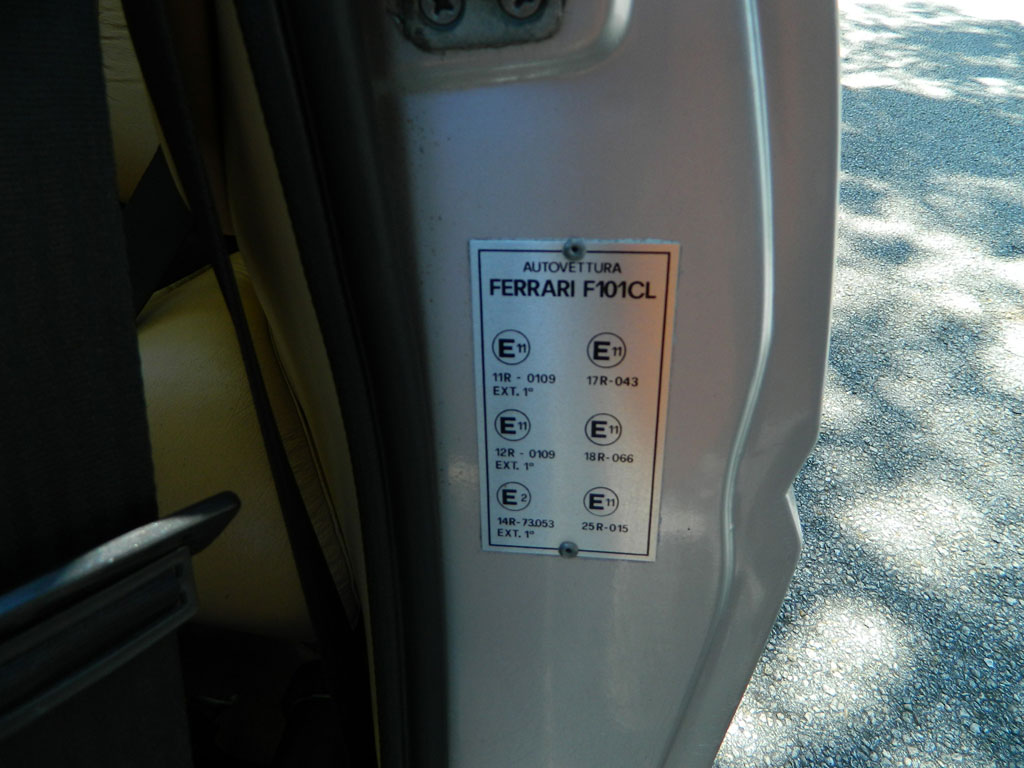 AUTOVETTURA
FERRARI F101CL
E11 E11
11R - 0109 17R-043
EXT. 1°
E11 E11
12R - 0109 18R-066
EXT. 1°
E2 E11
14R-73.053 25R-015
EXT. 1°